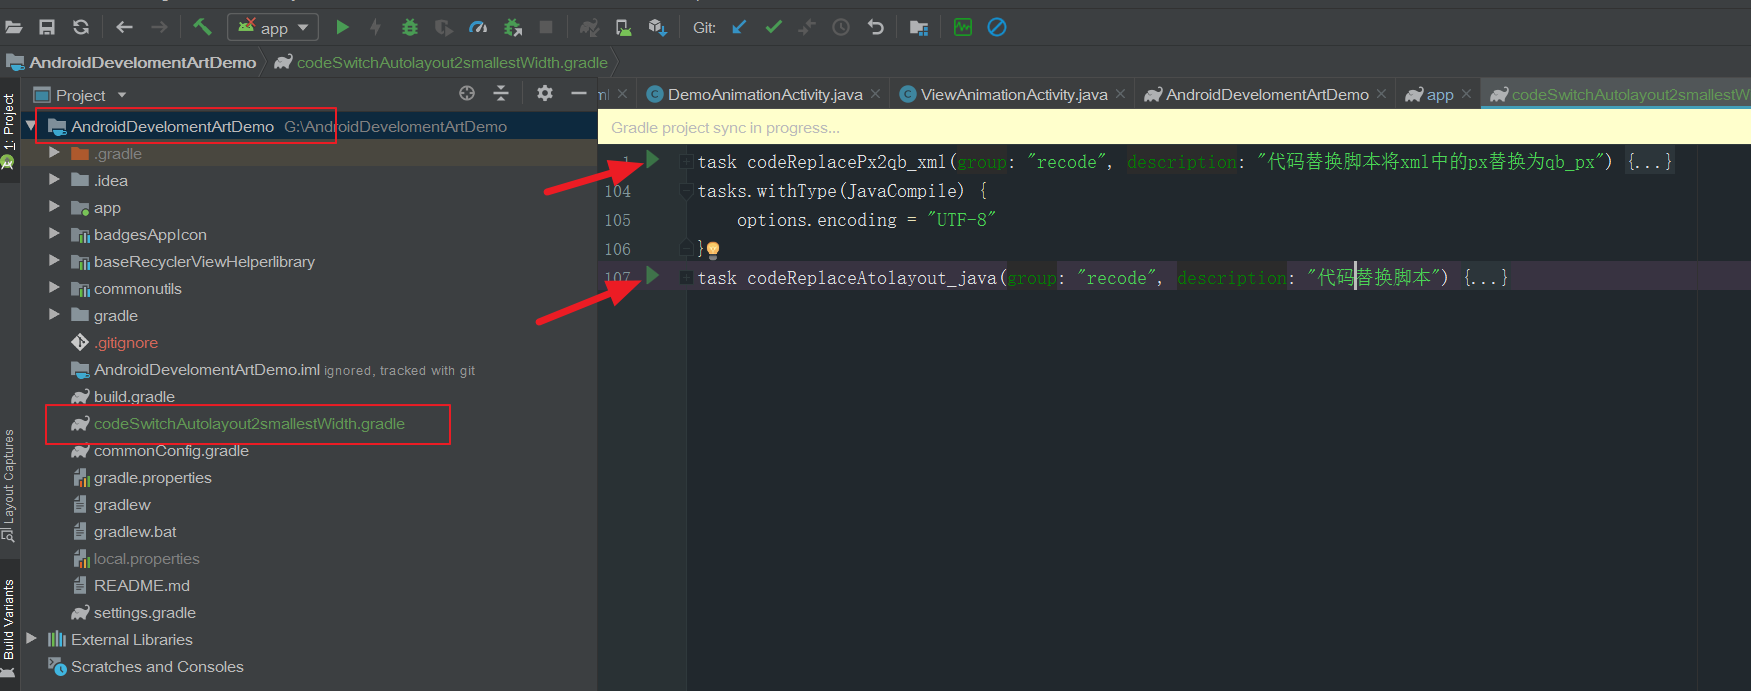 app
Git:
AndroidDevelomentArtDemo
codeSwitchAutolayout2smallestWidth.gradle
1: Project
Layout Captures
Build Variants
Project
AndroidDevelomentArtDemo G:\AndroidDevelomentArtDemo
.gradle
.idea
app
badgesAppIcon
baseRecyclerViewHelperlibrary
commonutils
gradle
.gitignore
AndroidDevelomentArtDemo.iml ignored, tracked with git
build.gradle
codeSwitchAutolayout2smallestWidth.gradle
commonConfig.gradle
gradle.properties
gradlew
gradlew.bat
local.properties
README.md
settings.gradle
External Libraries
Scratches and Consoles
ml
DemoAnimationActivity.java
ViewAnimationActivity.java
AndroidDevelomentArtDemo
app
codeSwitchAutolayout2smallestW
Gradle project sync in progress...
1 task codeReplacePx2qb_xml(group: "recode", description: "代码替换脚本将xml中的px替换为qb_px") {...}
104 tasks.withType(JavaCompile) {
105 options.encoding = "UTF-8"
106 }
107 task codeReplaceAtolayout_java(group: "recode", description: "代码替换脚本") {...}